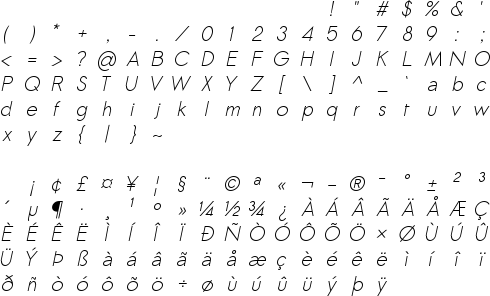 ! " # $ % & '
( ) * + , - . / 0 1 2 3 4 5 6 7 8 9 : ;
< = > ? @ A B C D E F G H I J K L M N O
P Q R S T U V W X Y Z [ \ ] ^ _ ` a b c
d e f g h i j k l m n o p q r s t u v w
x y z { | } ~
¡ ¢ £ ¤ ¥ ¦ § ¨ © ª « ¬ - ® ¯ ° ± ² ³
´ µ ¶ · ¸ ¹ º » ¼ ½ ¾ ¿ À Á Â Ã Ä Å Æ Ç
È É Ê Ë Ì Í Î Ï Ð Ñ Ò Ó Ô Õ Ö × Ø Ù Ú Û
Ü Ý Þ ß à á â ã ä å æ ç è é ê ë ì í î ï
ð ñ ò ó ô õ ö ÷ ø ù ú û ü ý þ ÿ